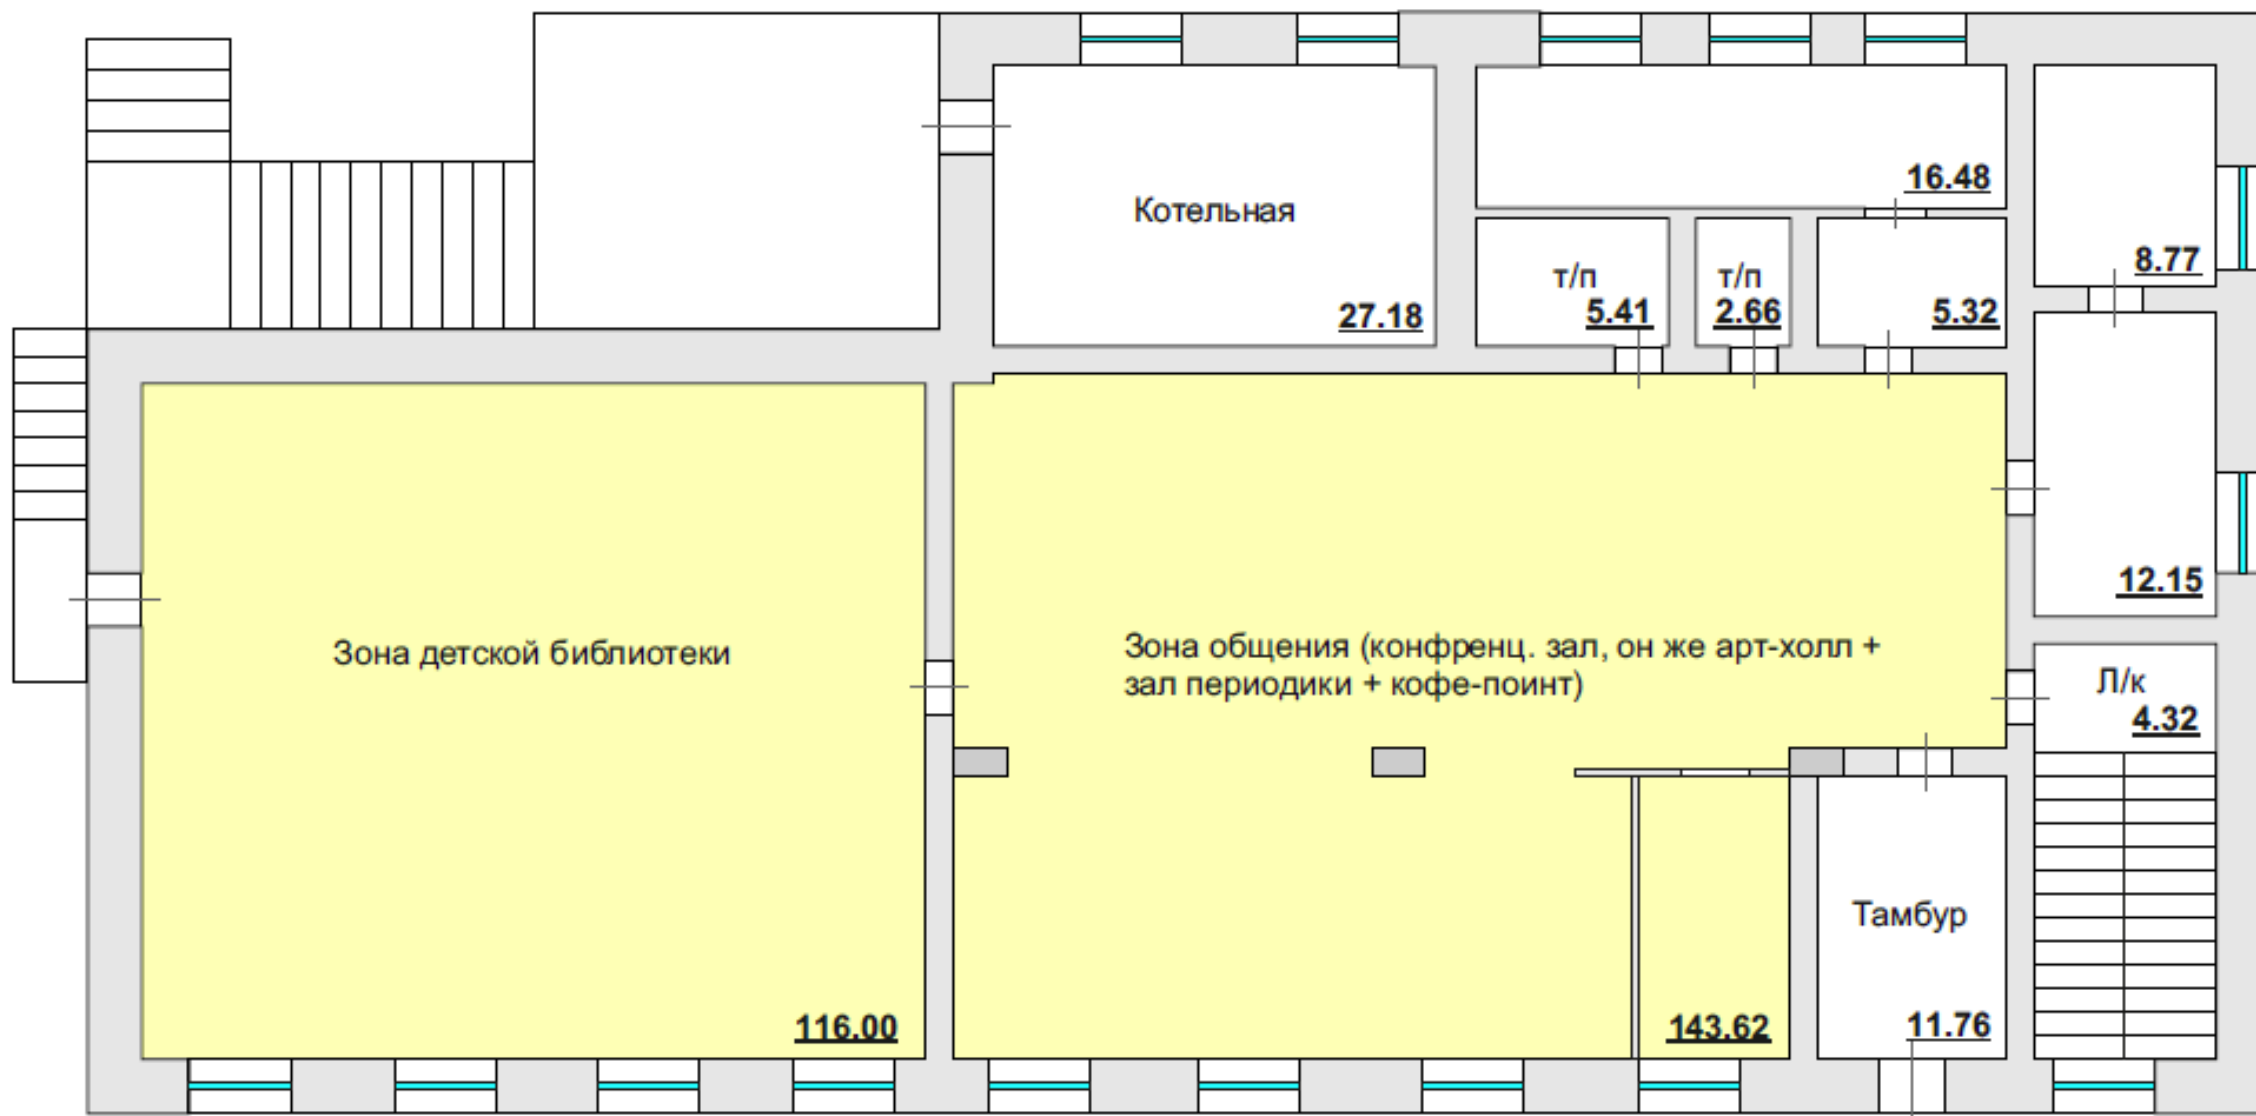 16.48
Котельная
8.77
т/п
5.41
т/п
2.66
5.32
27.18
12.15
Зона детской библиотеки
Зона общения (конфренц. зал, он же арт-холл +
зал периодики + кофе-поинт)
Л/к
4.32
Тамбур
116.00
143.62
11.76